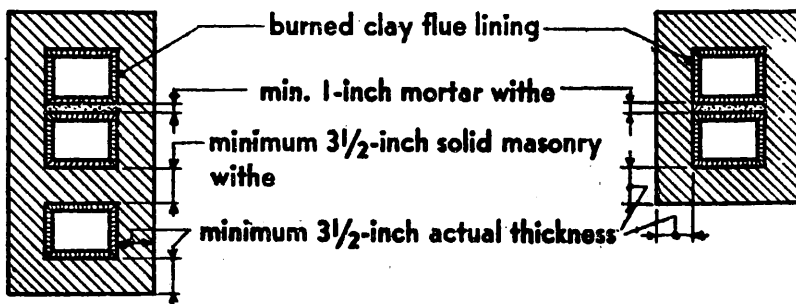 burned clay flue lining
min. 1-inch mortar withe
minimum 3½-inch solid masonry
withe
minimum 3½-inch actual thickness